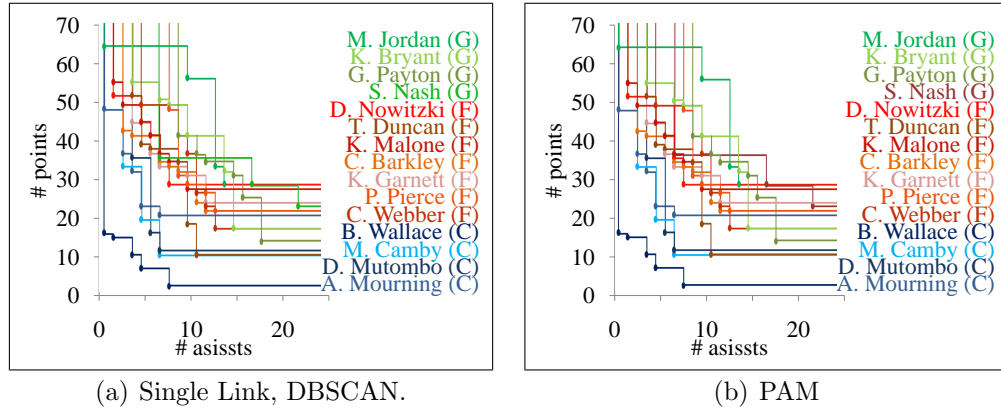 70
60
50
40
30
20
10
0
# points
0
10
20
# asissts
M. Jordan (G)
K. Bryant (G)
G. Payton (G)
S. Nash (G)
D. Nowitzki (F)
T. Duncan (F)
K. Malone (F)
C. Barkley (F)
K. Garnett (F)
P. Pierce (F)
C. Webber (F)
B. Wallace (C)
M. Camby (C)
D. Mutombo (C)
A. Mourning (C)
(a) Single Link, DBSCAN.
70
60
50
40
30
20
10
0
# points
0
10
20
# asissts
M. Jordan (G)
K. Bryant (G)
G. Payton (G)
S. Nash (G)
D. Nowitzki (F)
T. Duncan (F)
K. Malone (F)
C. Barkley (F)
K. Garnett (F)
P. Pierce (F)
C. Webber (F)
B. Wallace (C)
M. Camby (C)
D. Mutombo (C)
A. Mourning (C)
(b) PAM